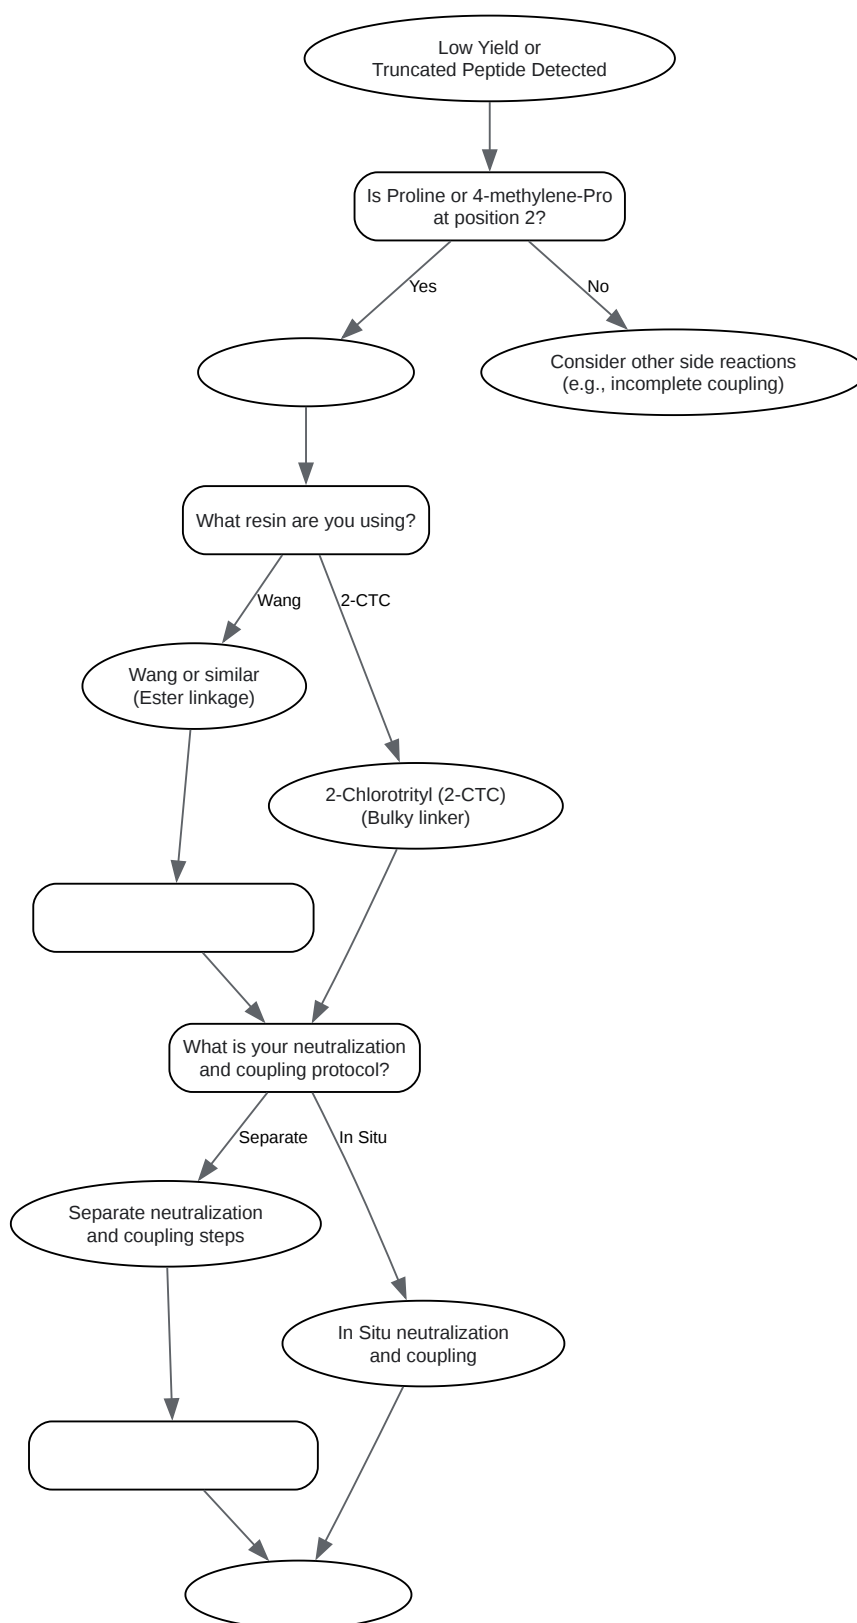 Low Yield or
Truncated Peptide Detected
Is Proline or 4-methylene-Pro
at position 2?
Yes
No
Consider other side reactions
(e.g., incomplete coupling)
What resin are you using?
Wang
2-CTC
Wang or similar
(Ester linkage)
2-Chlorotrityl (2-CTC)
(Bulky linker)
What is your neutralization
and coupling protocol?
Separate
In Situ
Separate neutralization
and coupling steps
In Situ neutralization
and coupling